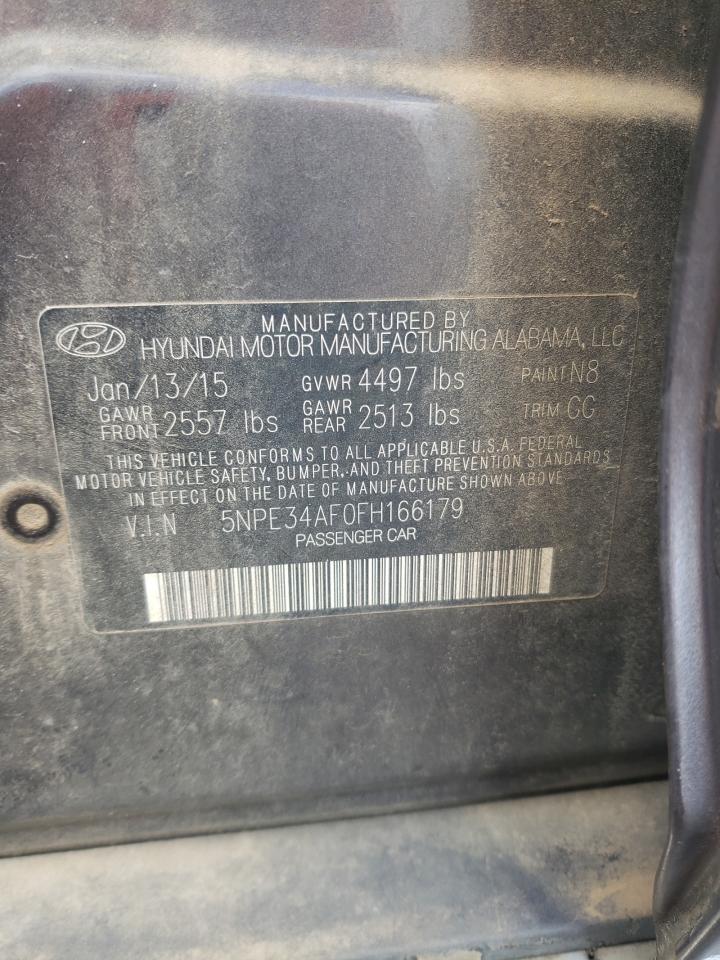 MANUFACTURED BY
HYUNDAI MOTOR MANUFACTURING ALABAMA, LLC
Jan/13/15 GVWR 4497 lbs PAINT N8
GAWR FRONT 2557 lbs GAWR REAR 2513 lbs TRIM CG
THIS VEHICLE CONFORMS TO ALL APPLICABLE U.S.A. FEDERAL
MOTOR VEHICLE SAFETY, BUMPER, AND THEFT PREVENTION STANDARDS
IN EFFECT ON THE DATE OF MANUFACTURE SHOWN ABOVE
V.I.N 5NPE34AF0FH166179
PASSENGER CAR